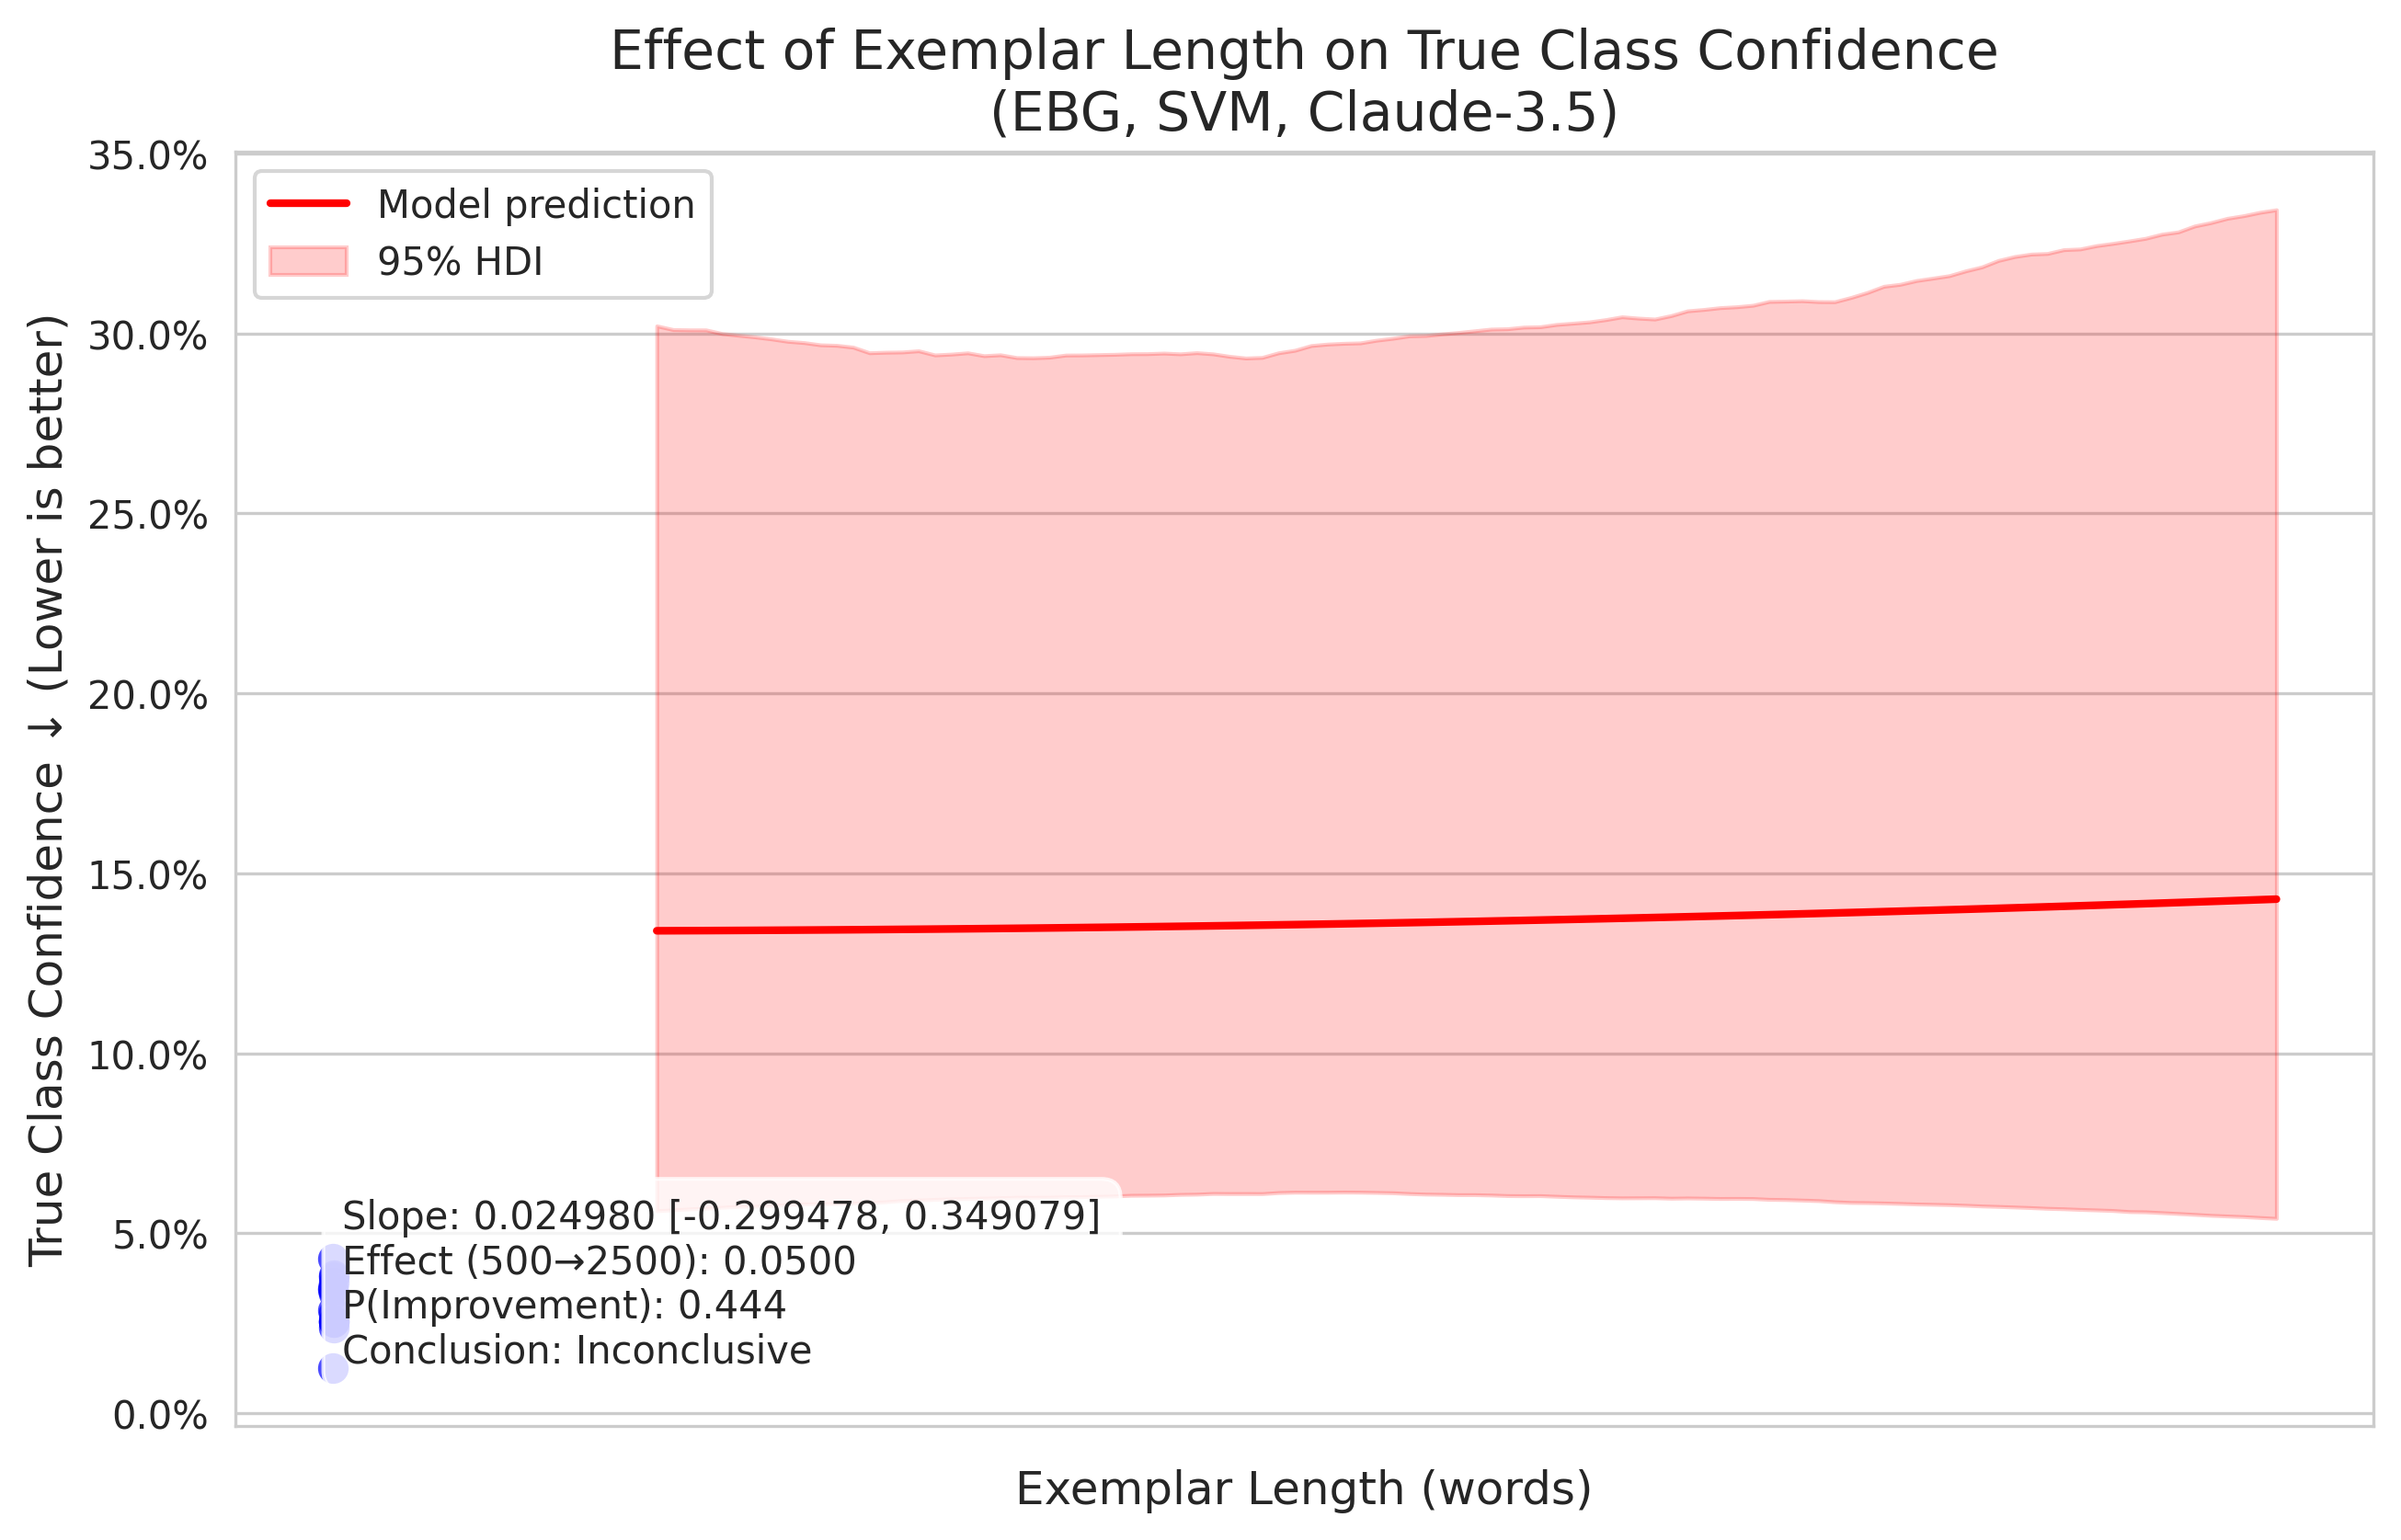 Effect of Exemplar Length on True Class Confidence
(EBG, SVM, Claude-3.5)
35.0%
30.0%
25.0%
20.0%
15.0%
10.0%
5.0%
0.0%
True Class Confidence ↓ (Lower is better)
Model prediction
95% HDI
Slope: 0.024980 [-0.299478, 0.349079]
Effect (500→2500): 0.0500
P(Improvement): 0.444
Conclusion: Inconclusive
Exemplar Length (words)